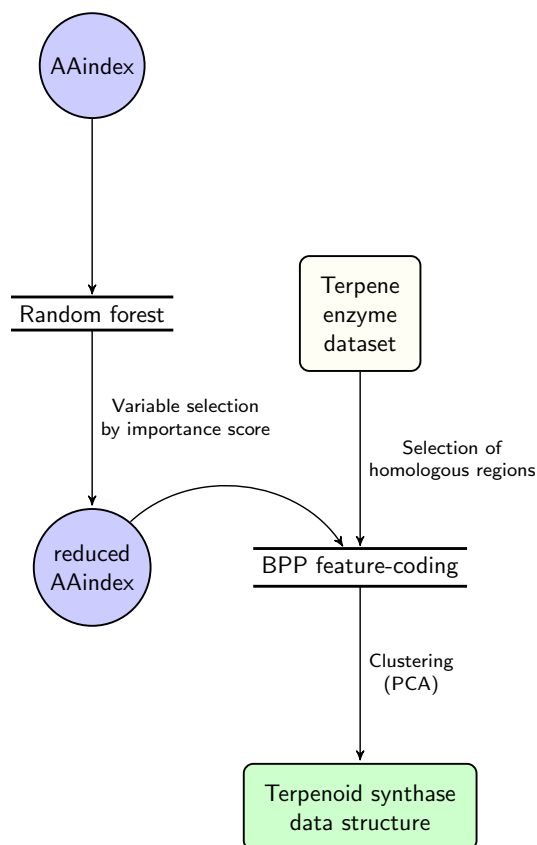 AAindex
Random forest
Terpene
enzyme
dataset
Variable selection
by importance score
Selection of
homologous regions
reduced
AAindex
BPP feature-coding
Clustering
(PCA)
Terpenoid synthase
data structure